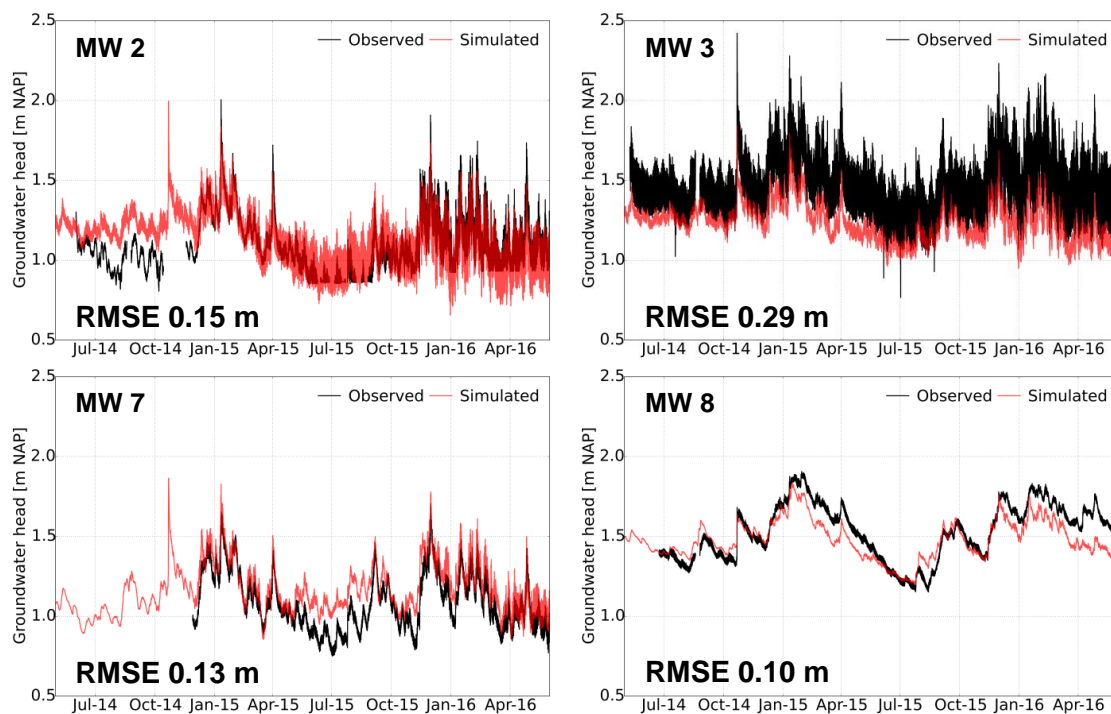 MW 2
Observed Simulated
Groundwater head [m NAP]
2.5
2.0
1.5
1.0
0.5
RMSE 0.15 m
Jul-14 Oct-14 Jan-15 Apr-15 Jul-15 Oct-15 Jan-16 Apr-16
MW 3
Observed Simulated
Groundwater head [m NAP]
2.5
2.0
1.5
1.0
0.5
RMSE 0.29 m
Jul-14 Oct-14 Jan-15 Apr-15 Jul-15 Oct-15 Jan-16 Apr-16
MW 7
Observed Simulated
Groundwater head [m NAP]
2.5
2.0
1.5
1.0
0.5
RMSE 0.13 m
Jul-14 Oct-14 Jan-15 Apr-15 Jul-15 Oct-15 Jan-16 Apr-16
MW 8
Observed Simulated
Groundwater head [m NAP]
2.5
2.0
1.5
1.0
0.5
RMSE 0.10 m
Jul-14 Oct-14 Jan-15 Apr-15 Jul-15 Oct-15 Jan-16 Apr-16